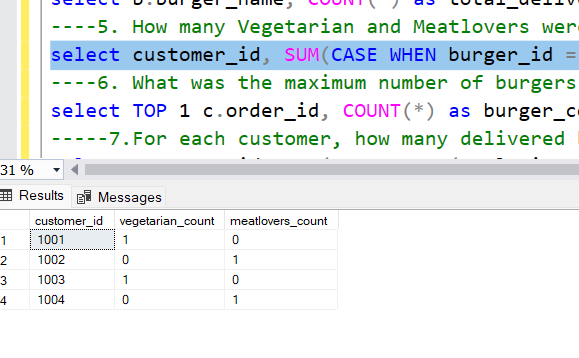 select b.burger_name, COUNT(*) as total_delive
----5. How many Vegetarian and Meatlovers were
select customer_id, SUM(CASE WHEN burger_id =
----6. What was the maximum number of burgers
select TOP 1 c.order_id, COUNT(*) as burger_co
-----7.For each customer, how many delivered
31 %
Results Messages
customer_id vegetarian_count meatlovers_count
1 1001 1 0
2 1002 0 1
3 1003 1 0
4 1004 0 1